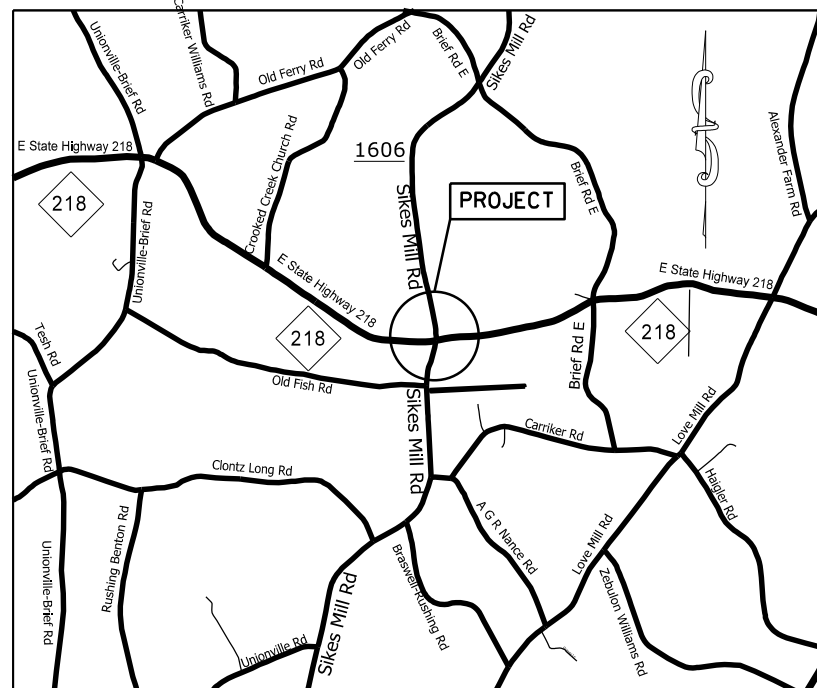 Unionville-Brief Rd
Carriker Williams Rd
Old Ferry Rd
Old Ferry Rd
Brief Rd E
Sikes Mill Rd
E State Highway 218
218
Unionville-Brief Rd
Crooked Creek Church Rd
1606
Sikes Mill Rd
PROJECT
Brief Rd E
Alexander Farm Rd
E State Highway 218
218
E State Highway 218
218
Brief Rd E
Tesh Rd
Old Fish Rd
Sikes Mill Rd
Love Mill Rd
Unionville-Brief Rd
Clontz Long Rd
Carriker Rd
Haigler Rd
Rushing Benton Rd
A G R Nance Rd
Love Mill Rd
Unionville-Brief Rd
Braswell-Rushing Rd
Zebulon Williams Rd
Unionville Rd
Sikes Mill Rd